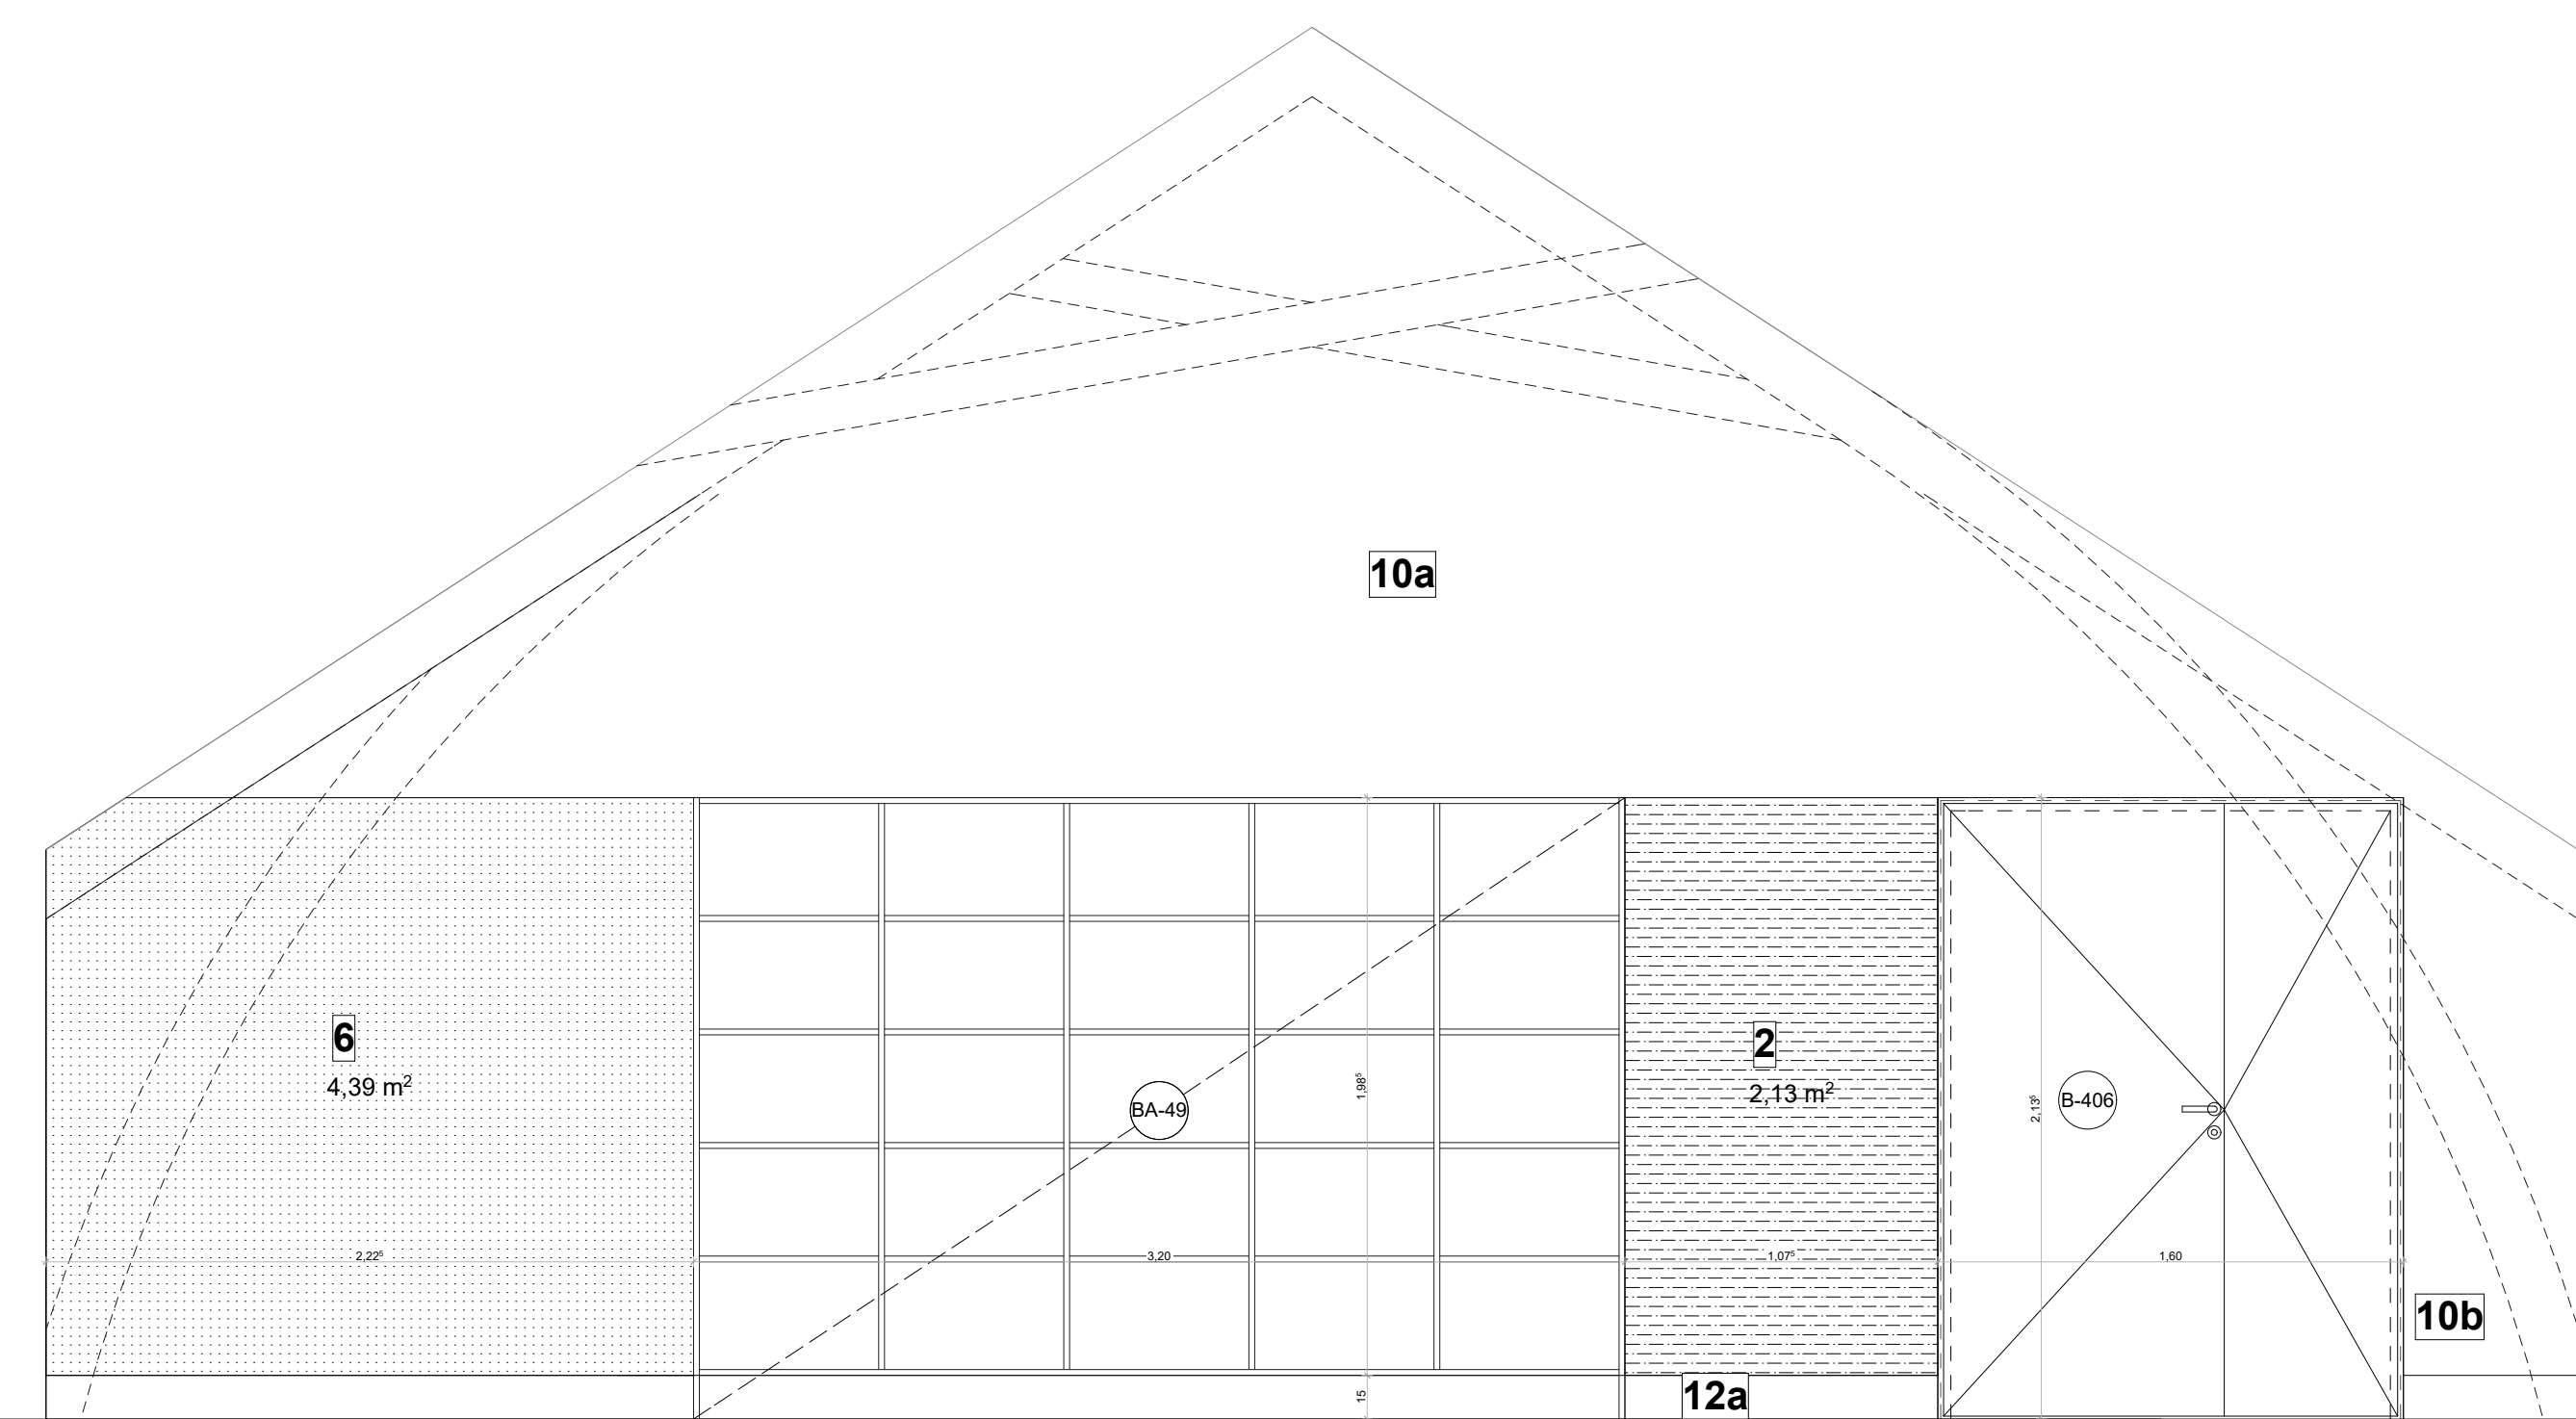 10a
6
4,39 m²
2
2,13 m²
BA-49
1,98⁵
2,13⁵
B-406
2,22⁵
3,20
1,07⁵
1,60
10b
15
12a